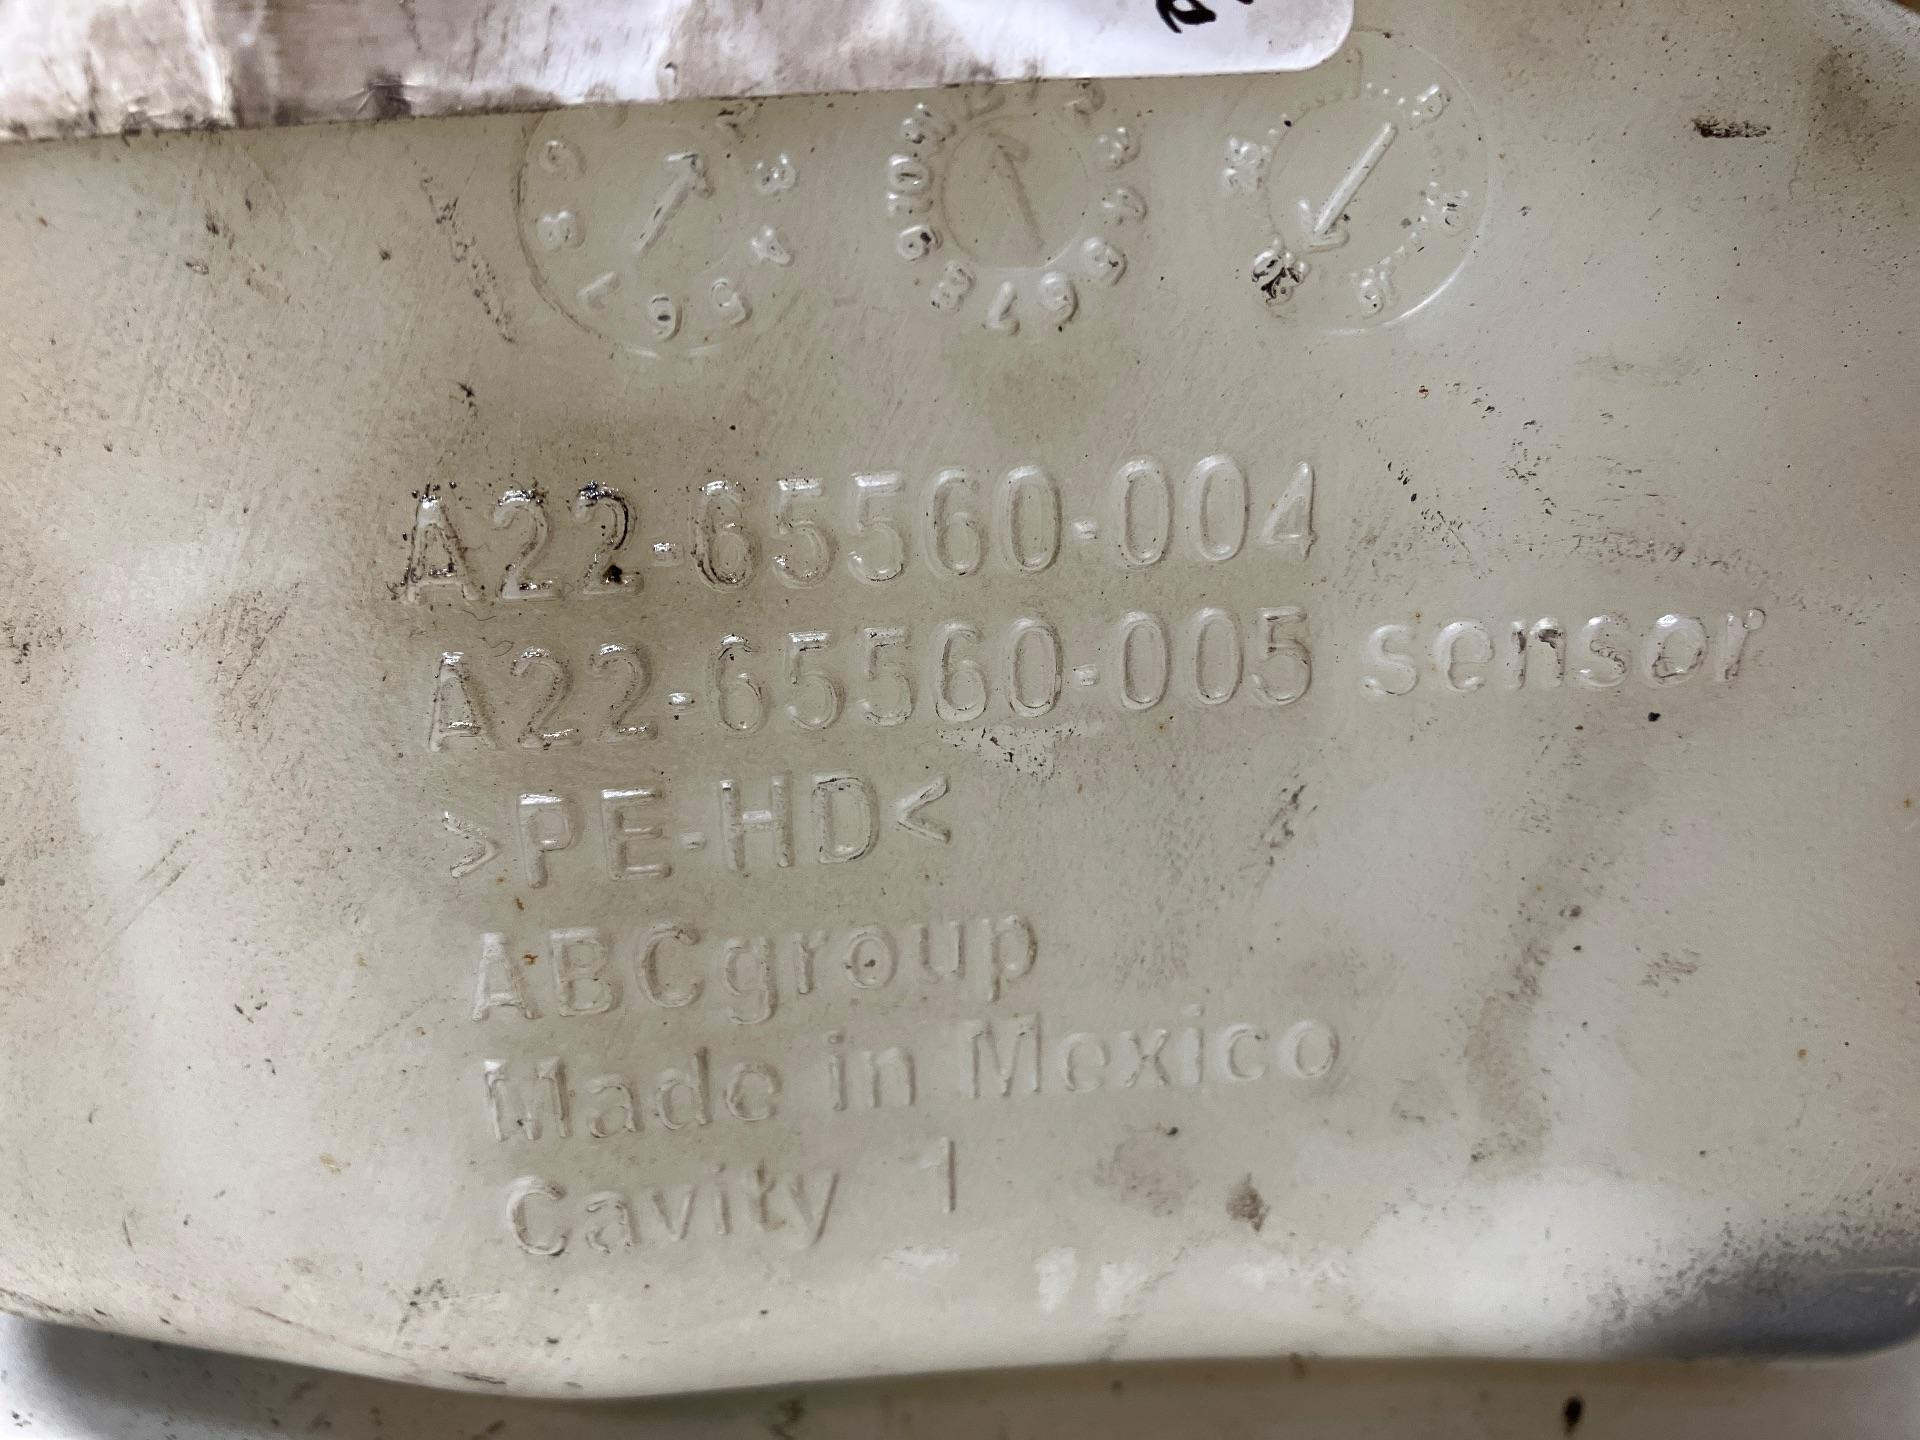 A22-65560-004
A22-65560-005 sensor
>PE-HD<
ABCgroup
Made in Mexico
Cavity 1